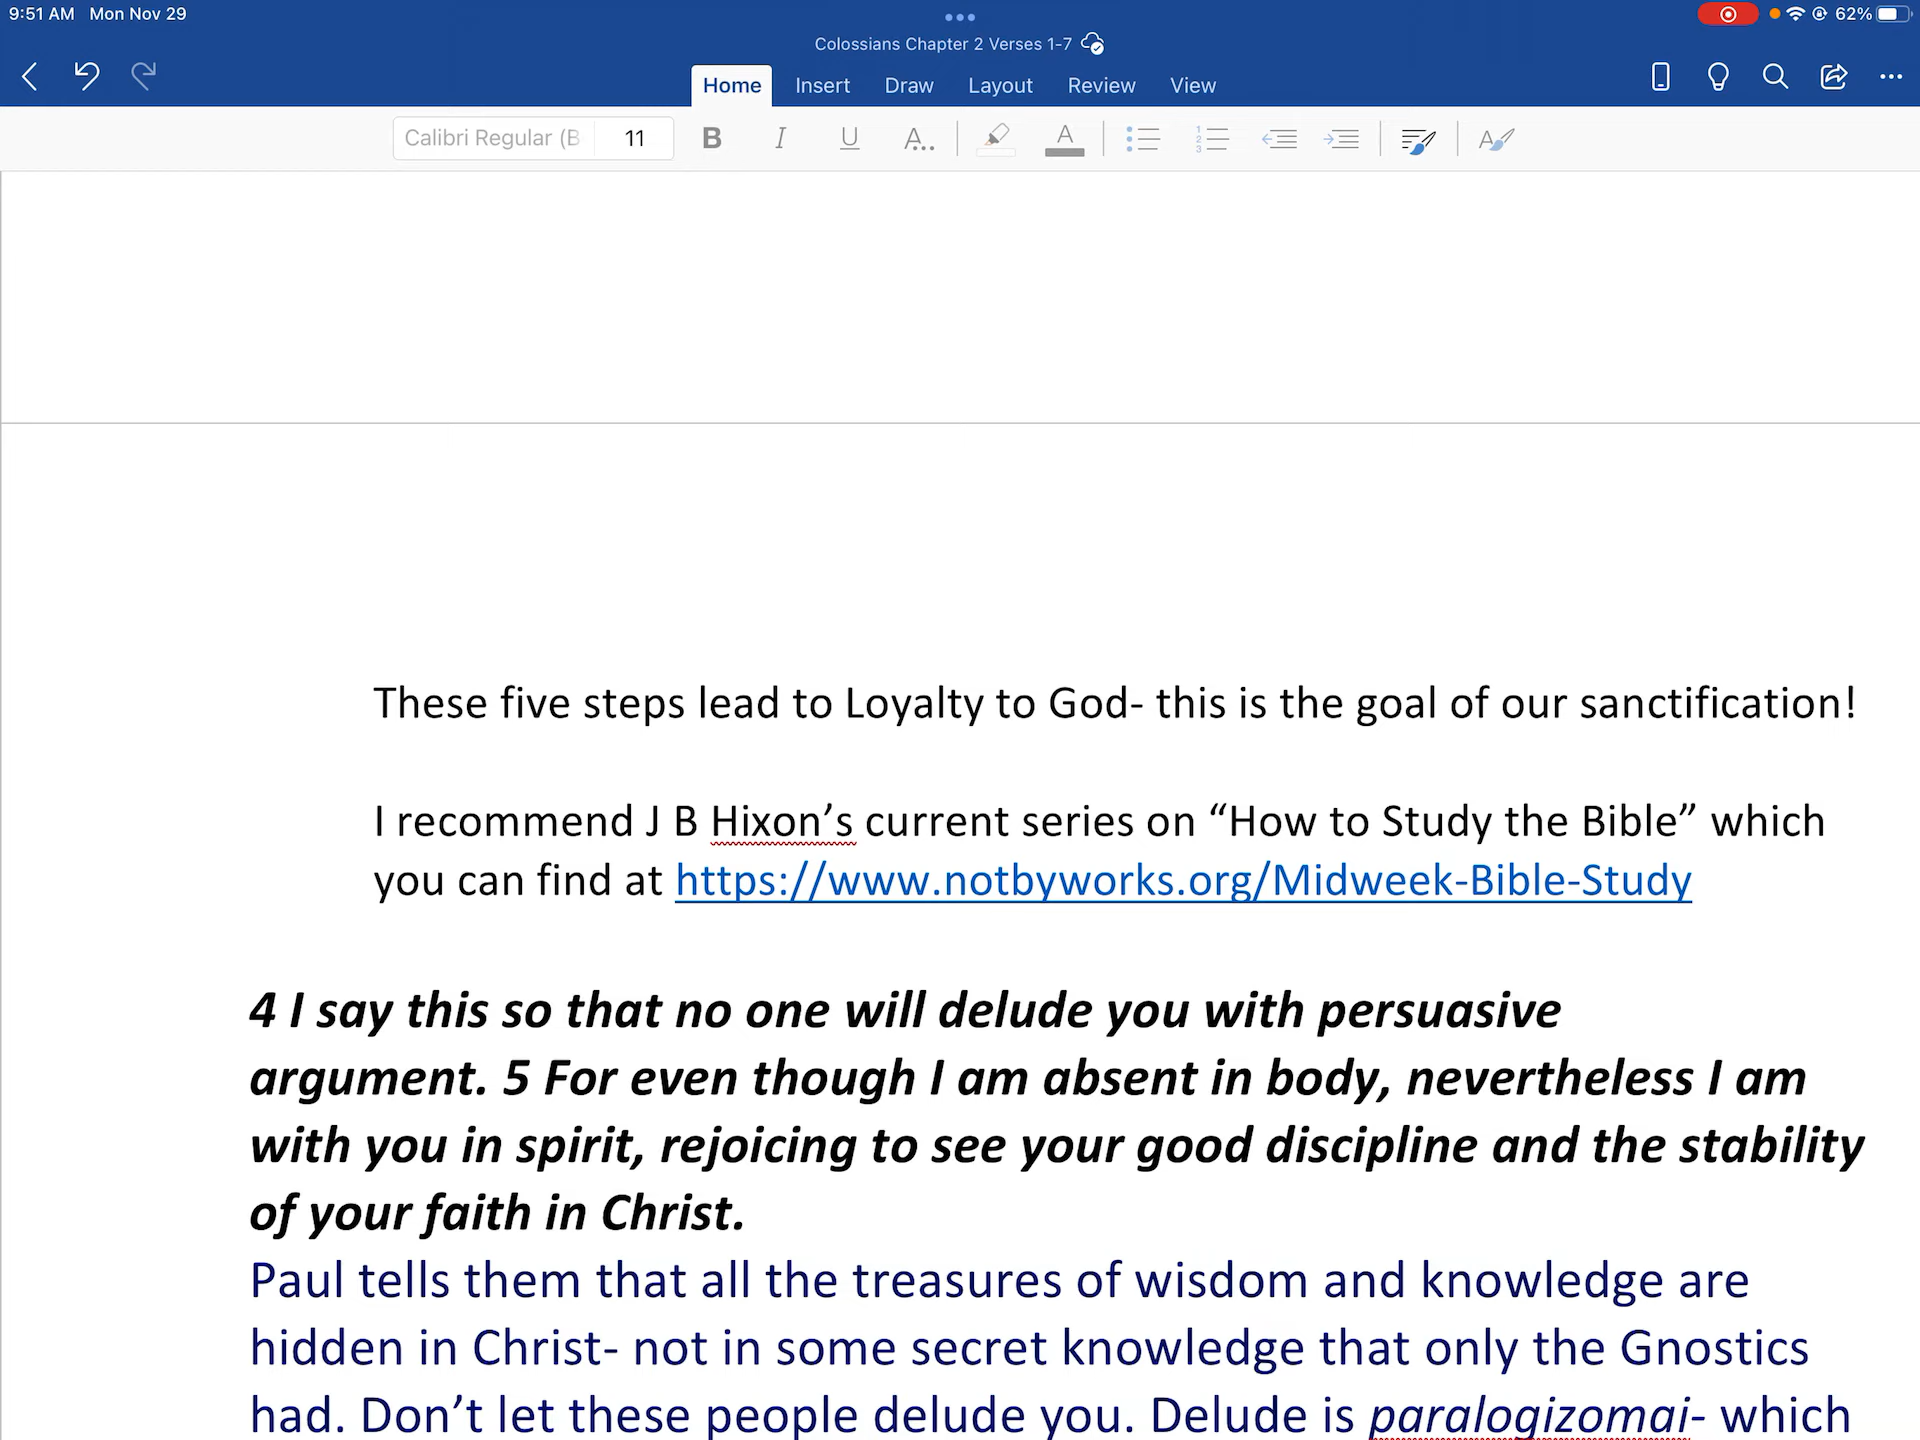 9:51 AM Mon Nov 29
62%
Colossians Chapter 2 Verses 1-7
Home Insert Draw Layout Review View
Calibri Regular (B 11 B I U A..  A
These five steps lead to Loyalty to God- this is the goal of our sanctification!
I recommend J B Hixon’s current series on “How to Study the Bible” which
you can find at https://www.notbyworks.org/Midweek-Bible-Study
4 I say this so that no one will delude you with persuasive
argument. 5 For even though I am absent in body, nevertheless I am
with you in spirit, rejoicing to see your good discipline and the stability
of your faith in Christ.
Paul tells them that all the treasures of wisdom and knowledge are
hidden in Christ- not in some secret knowledge that only the Gnostics
had. Don’t let these people delude you. Delude is paralogizomai- which